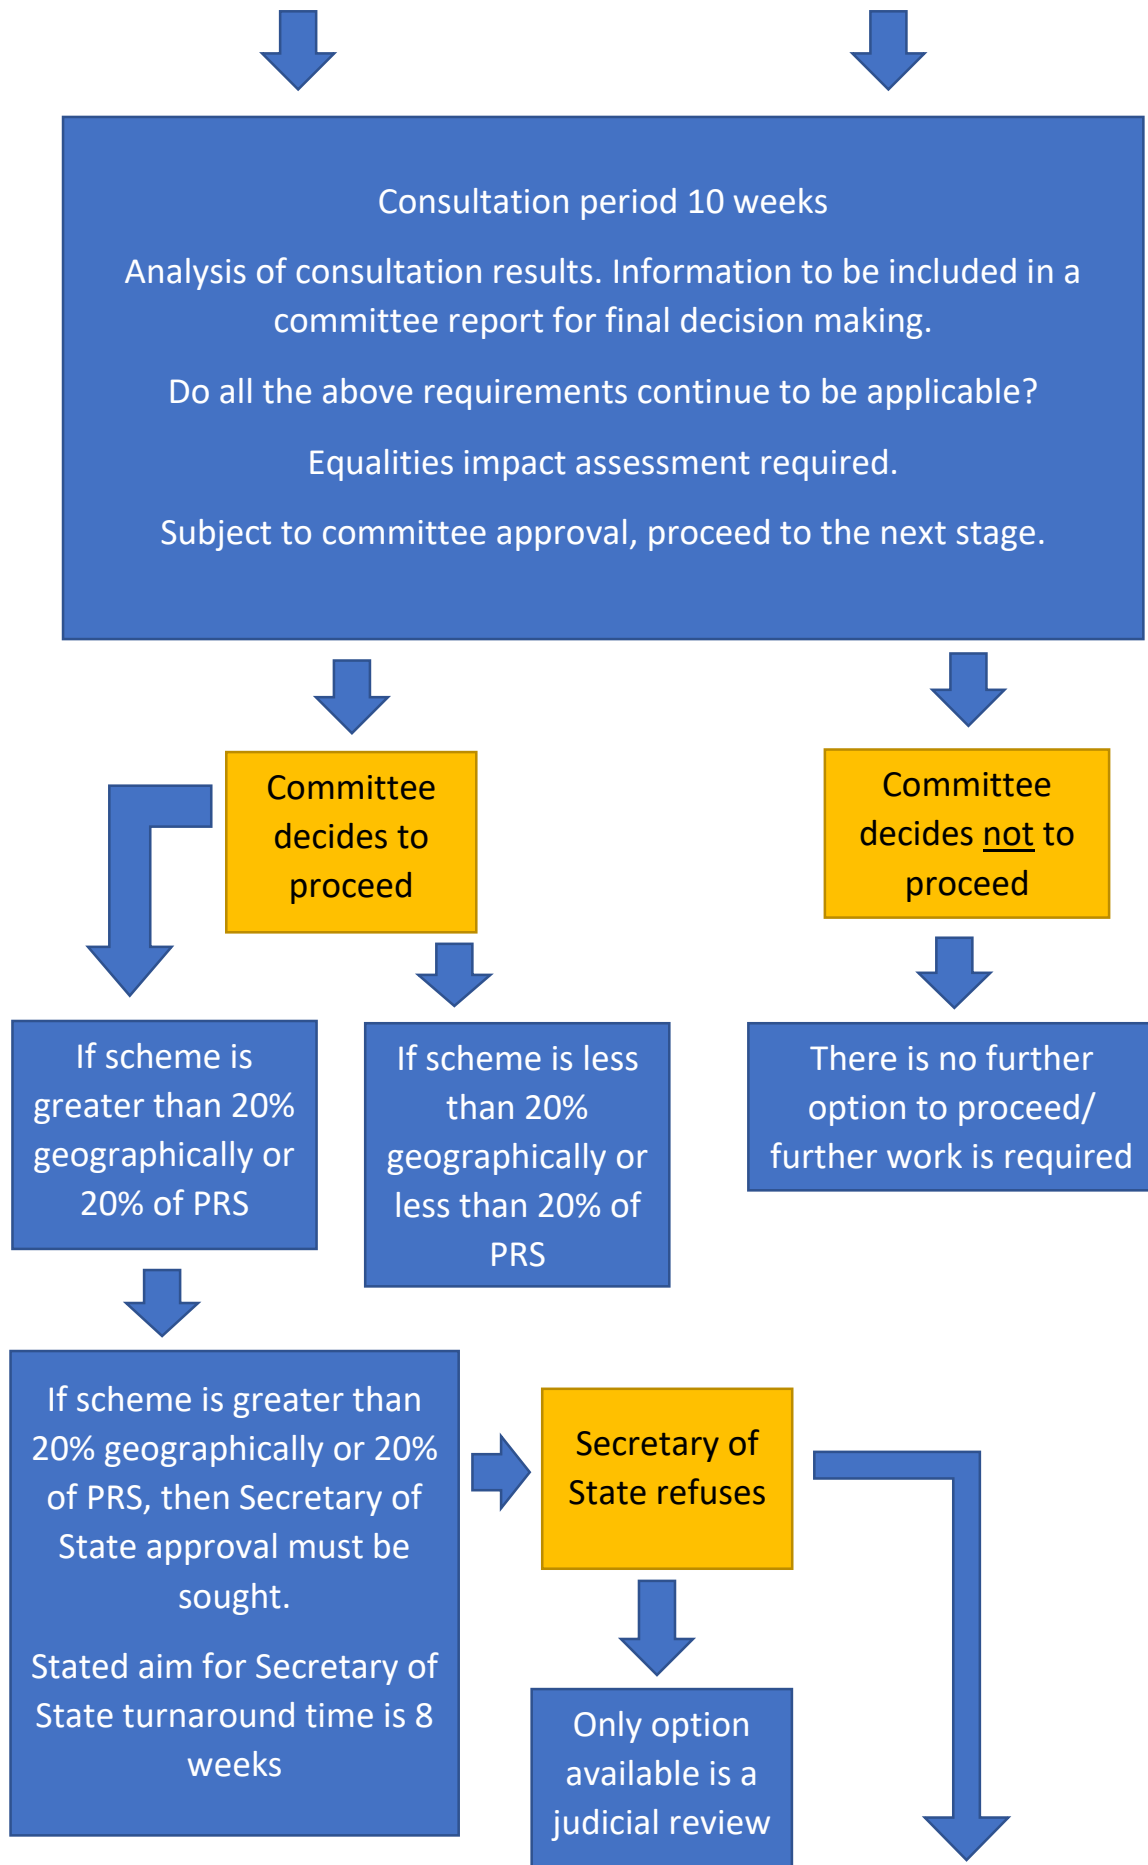 Consultation period 10 weeks
Analysis of consultation results. Information to be included in a
committee report for final decision making.
Do all the above requirements continue to be applicable?
Equalities impact assessment required.
Subject to committee approval, proceed to the next stage.
Committee
decides to
proceed
Committee
decides not to
proceed
If scheme is
greater than 20%
geographically or
20% of PRS
If scheme is less
than 20%
geographically or
less than 20% of
PRS
There is no further
option to proceed/
further work is required
If scheme is greater than
20% geographically or 20%
of PRS, then Secretary of
State approval must be
sought.
Stated aim for Secretary of
State turnaround time is 8
weeks
Secretary of
State refuses
Only option
available is a
judicial review